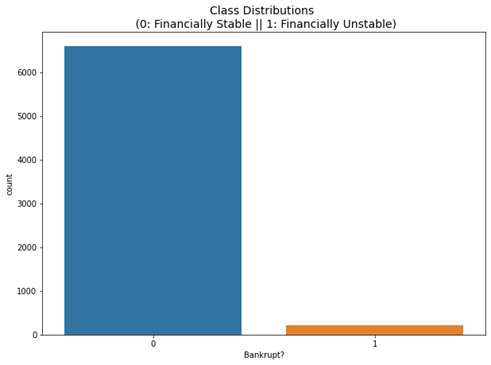 Class Distributions
(0: Financially Stable || 1: Financially Unstable)
6000
5000
4000
3000
2000
1000
0
count
0
1
Bankrupt?